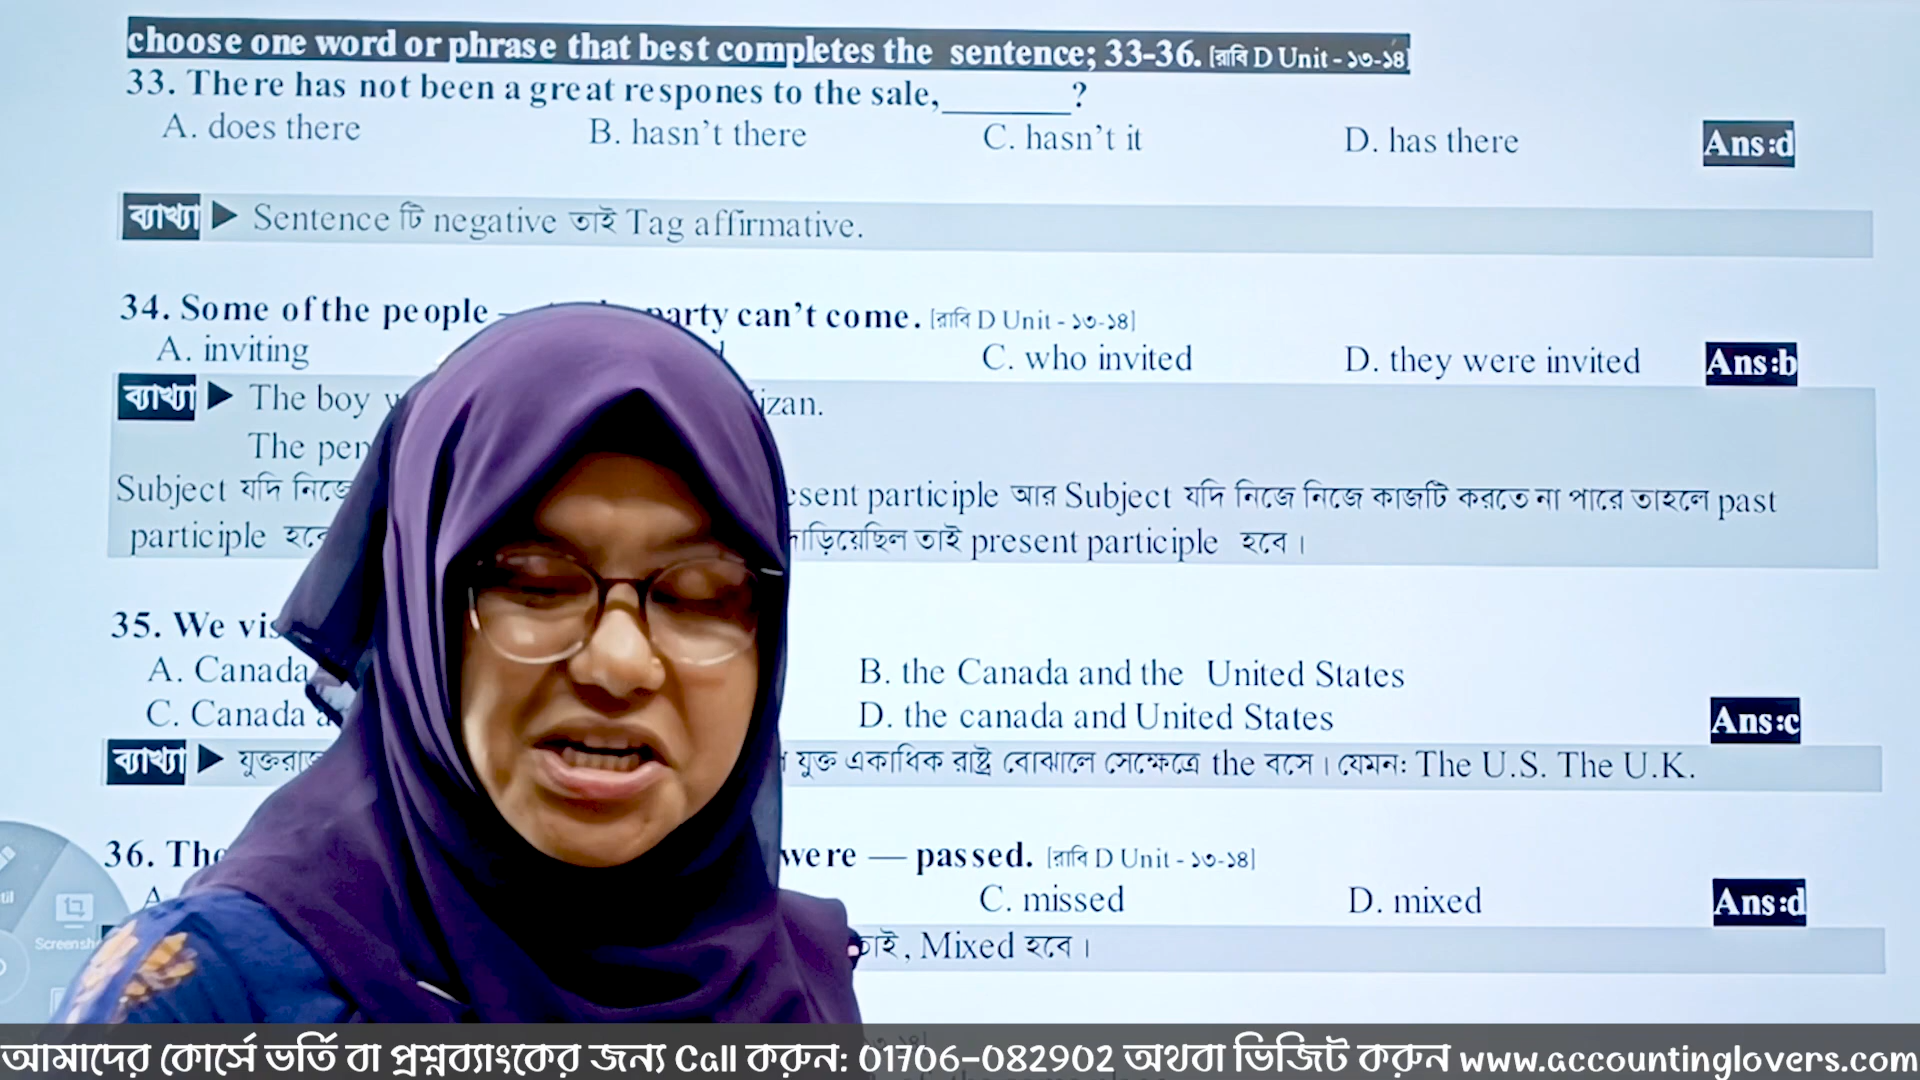 choose one word or phrase that best completes the sentence; 33-36. [রাবি D Unit - ১৩-১৪]
33. There has not been a great respones to the sale,________?
A. does there B. hasn't there C. hasn't it D. has there Ans:d
ব্যাখ্যা ▶ Sentence টি negative তাই Tag affirmative.
34. Some of the people party can't come. [রাবি D Unit - ১৩-১৪]
A. inviting C. who invited D. they were invited Ans:b
ব্যাখ্যা ▶ The boy
The pen
Subject যদি participle আর Subject যদি নিজে নিজে কাজটি করতে না পারে তাহলে past
participle তাই present participle হবে।
35. We
A. Canada B. the Canada and the United States
C. Canada D. the canada and United States Ans:c
ব্যাখ্যা ▶ যুক্ত একাধিক রাষ্ট্র বোঝালে সেক্ষেত্রে the বসে। যেমনঃ The U.S. The U.K.
36. were — passed. [রাবি D Unit - ১৩-১৪]
C. missed D. mixed Ans:d
তাই, Mixed হবে।
আমাদের কোর্সে ভর্তি বা প্রশ্নব্যাংকের জন্য Call করুন: 01706-082902 অথবা ভিজিট করুন www.accountinglovers.com